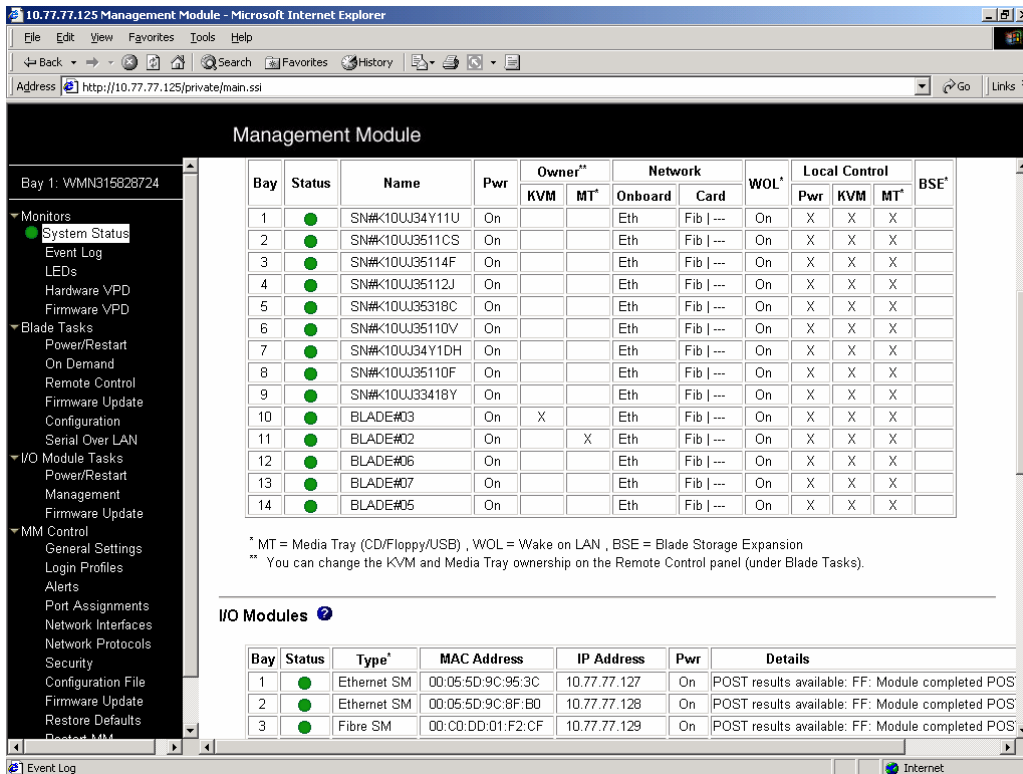 10.77.77.125 Management Module - Microsoft Internet Explorer
File Edit View Favorites Tools Help
Back Search Favorites History
Address http://10.77.77.125/private/main.ssi Go Links
Management Module
Bay 1: WMN315828724
Monitors
System Status
Event Log
LEDs
Hardware VPD
Firmware VPD
Blade Tasks
Power/Restart
On Demand
Remote Control
Firmware Update
Configuration
Serial Over LAN
I/O Module Tasks
Power/Restart
Management
Firmware Update
MM Control
General Settings
Login Profiles
Alerts
Port Assignments
Network Interfaces
Network Protocols
Security
Configuration File
Firmware Update
Restore Defaults
Restart MM
Bay Status Name Pwr Owner** Network WOL* Local Control BSE*
KVM MT* Onboard Card Pwr KVM MT*
1 SN#K10UJ34Y11U On Eth Fib | --- On X X X
2 SN#K10UJ3511CS On Eth Fib | --- On X X X
3 SN#K10UJ35114F On Eth Fib | --- On X X X
4 SN#K10UJ35112J On Eth Fib | --- On X X X
5 SN#K10UJ35318C On Eth Fib | --- On X X X
6 SN#K10UJ35110V On Eth Fib | --- On X X X
7 SN#K10UJ34Y1DH On Eth Fib | --- On X X X
8 SN#K10UJ35110F On Eth Fib | --- On X X X
9 SN#K10UJ33418Y On Eth Fib | --- On X X X
10 BLADE#03 On X Eth Fib | --- On X X X
11 BLADE#02 On X Eth Fib | --- On X X X
12 BLADE#06 On Eth Fib | --- On X X X
13 BLADE#07 On Eth Fib | --- On X X X
14 BLADE#05 On Eth Fib | --- On X X X
* MT = Media Tray (CD/Floppy/USB) , WOL = Wake on LAN , BSE = Blade Storage Expansion
** You can change the KVM and Media Tray ownership on the Remote Control panel (under Blade Tasks).
I/O Modules ?
Bay Status Type* MAC Address IP Address Pwr Details
1 Ethernet SM 00:05:5D:9C:95:3C 10.77.77.127 On POST results available: FF: Module completed POS
2 Ethernet SM 00:05:5D:9C:8F:B0 10.77.77.128 On POST results available: FF: Module completed POS
3 Fibre SM 00:C0:DD:01:F2:CF 10.77.77.129 On POST results available: FF: Module completed POS
Event Log Internet